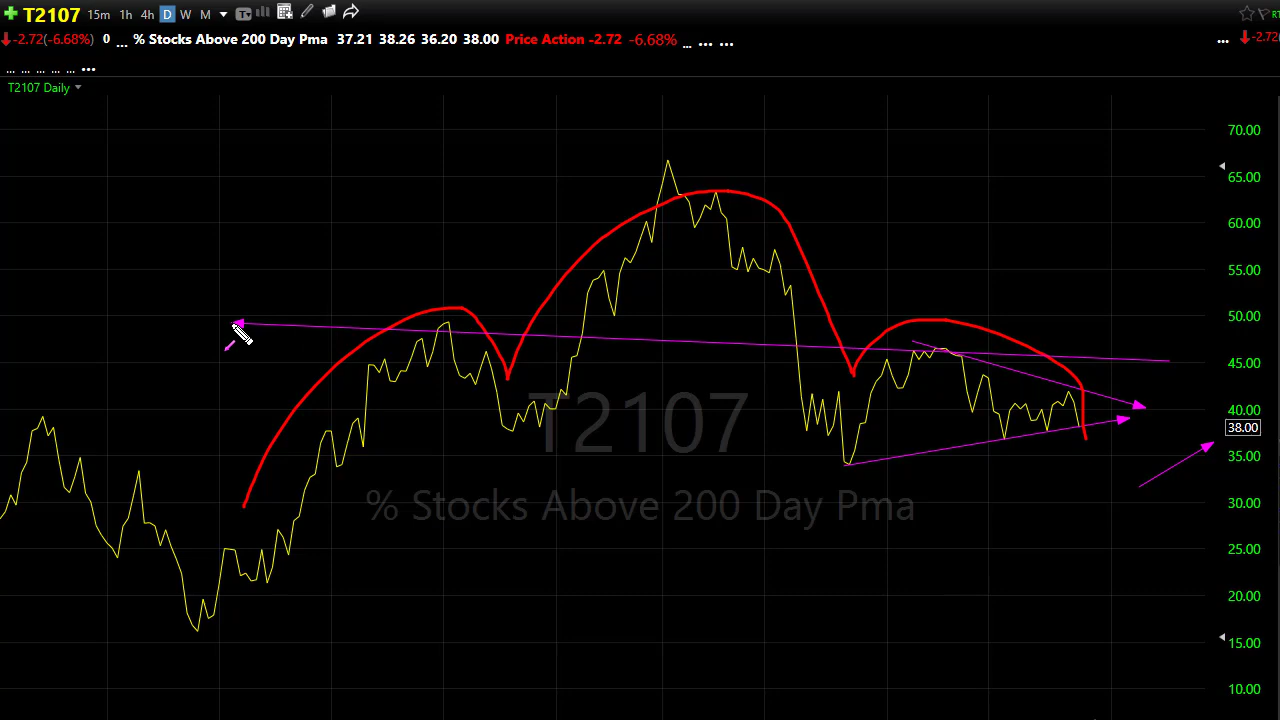 T2107 15m 1h 4h D W M T
-2.72(-6.68%) 0 ... % Stocks Above 200 Day Pma 37.21 38.26 36.20 38.00 Price Action -2.72 -6.68% ... ... ... ... -2.72
... ... ... ... ... ...
T2107 Daily
70.00
65.00
60.00
55.00
50.00
45.00
40.00
38.00
35.00
30.00
25.00
20.00
15.00
10.00
T2107
% Stocks Above 200 Day Pma